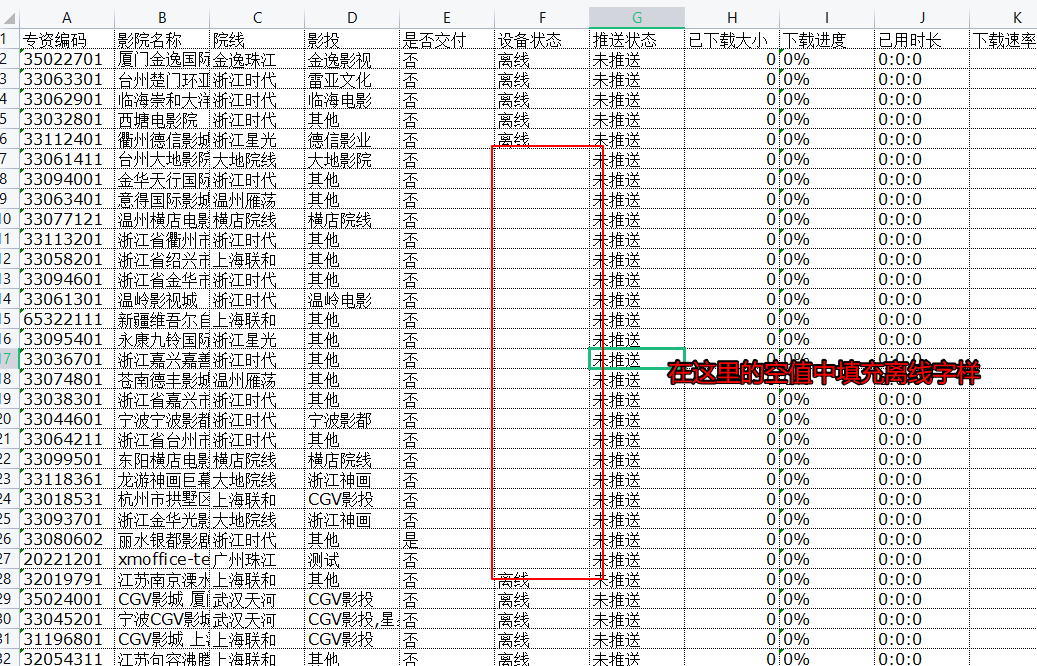 A B C D E F G H I J K
1 专资编码 影院名称 院线 影投 是否交付 设备状态 推送状态 已下载大小 下载进度 已用时长 下载速率
2 35022701 厦门金逸国际 金逸珠江 金逸影视 否 离线 未推送 0 0% 0:0:0
3 33063301 台州楚门环亚 浙江时代 雷亚文化 否 离线 未推送 0 0% 0:0:0
4 33062901 临海崇和太洋 浙江时代 临海电影 否 离线 未推送 0 0% 0:0:0
5 33032801 西塘电影院 浙江时代 其他 否 离线 未推送 0 0% 0:0:0
6 33112401 衢州德信影城 浙江星光 德信影业 否 离线 未推送 0 0% 0:0:0
7 33061411 台州大地影院 大地院线 大地影院 否 未推送 0 0% 0:0:0
8 33094001 金华天行国际 浙江时代 其他 否 未推送 0 0% 0:0:0
9 33063401 意得国际影城 温州雁荡 其他 否 未推送 0 0% 0:0:0
10 33077121 温州横店电影 横店院线 横店院线 否 未推送 0 0% 0:0:0
11 33113201 浙江省衢州市 浙江时代 其他 否 未推送 0 0% 0:0:0
12 33058201 浙江省绍兴市 上海联和 其他 否 未推送 0 0% 0:0:0
13 33094601 浙江省金华市 浙江时代 其他 否 未推送 0 0% 0:0:0
14 33061301 温岭影视城 浙江时代 温岭电影 否 未推送 0 0% 0:0:0
15 65322111 新疆维吾尔自 上海联和 其他 否 未推送 0 0% 0:0:0
16 33095401 永康九铃国际 浙江星光 其他 否 未推送 0 0% 0:0:0
17 33036701 浙江嘉兴嘉善 浙江时代 其他 否 未推送 0 0% 0:0:0
在这里的空值中填充离线字样
18 33074801 苍南德丰影城 温州雁荡 其他 否 未推送 0 0% 0:0:0
19 33038301 浙江省嘉兴市 浙江时代 其他 否 未推送 0 0% 0:0:0
20 33044601 宁波宁波影都 浙江时代 宁波影都 否 未推送 0 0% 0:0:0
21 33064211 浙江省台州市 浙江时代 其他 否 未推送 0 0% 0:0:0
22 33099501 东阳横店电影 横店院线 横店院线 否 未推送 0 0% 0:0:0
23 33118361 龙游神画巨幕 大地院线 浙江神画 否 未推送 0 0% 0:0:0
24 33018531 杭州市拱墅区 上海联和 CGV影投 否 未推送 0 0% 0:0:0
25 33093701 浙江金华光影 大地院线 浙江神画 否 未推送 0 0% 0:0:0
26 33080602 丽水银都影剧 浙江时代 其他 是 未推送 0 0% 0:0:0
27 20221201 xmoffice-te 广州珠江 测试 否 未推送 0 0% 0:0:0
28 32019791 江苏南京溧水 上海联和 其他 否 离线 未推送 0 0% 0:0:0
29 35024001 CGV影城 厦门 武汉天河 CGV影投 否 离线 未推送 0 0% 0:0:0
30 33045201 宁波CGV影城 武汉天河 CGV影投,星 否 离线 未推送 0 0% 0:0:0
31 31196801 CGV影城 上海 上海联和 CGV影投 否 离线 未推送 0 0% 0:0:0
32 32054311 江苏句容沸腾 上海联和 其他 否 离线 未推送 0 0% 0:0:0